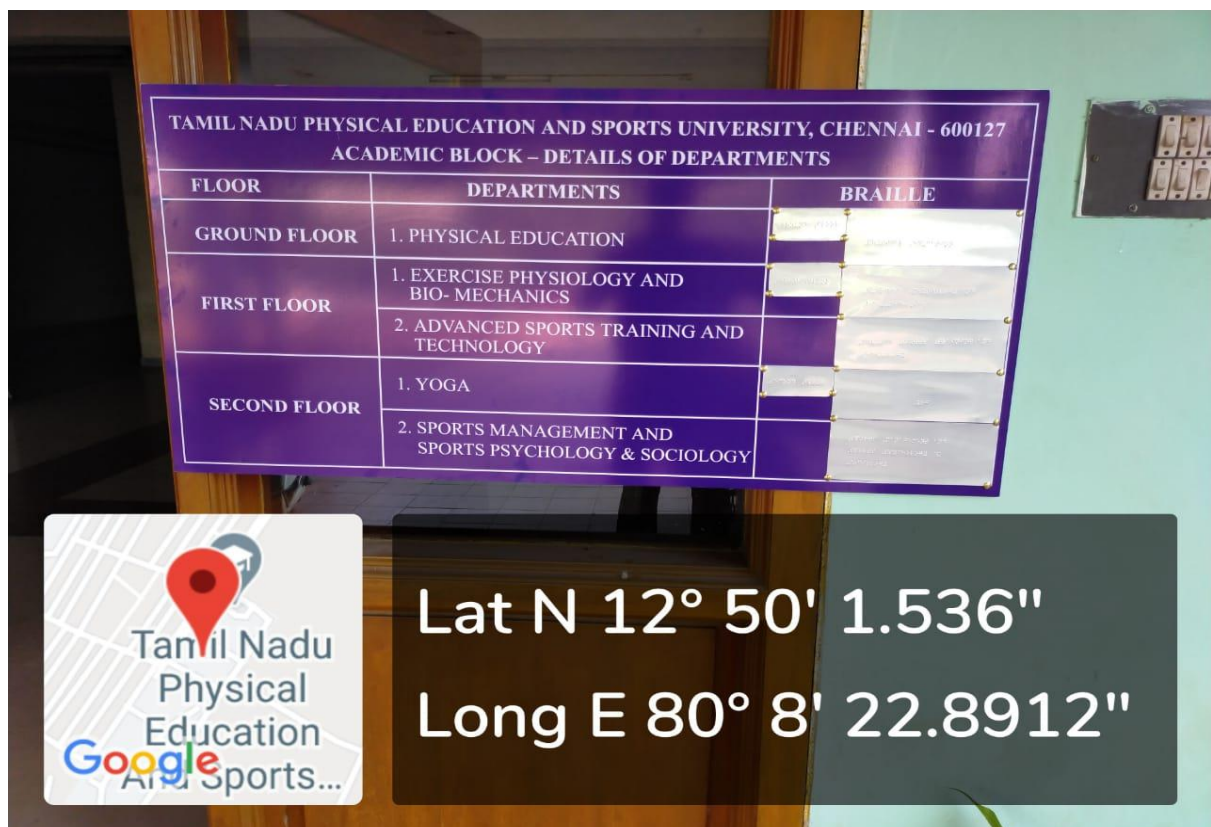 TAMIL NADU PHYSICAL EDUCATION AND SPORTS UNIVERSITY, CHENNAI - 600127
ACADEMIC BLOCK – DETAILS OF DEPARTMENTS
FLOOR DEPARTMENTS BRAILLE
GROUND FLOOR 1. PHYSICAL EDUCATION
FIRST FLOOR
1. EXERCISE PHYSIOLOGY AND
BIO- MECHANICS
2. ADVANCED SPORTS TRAINING AND
TECHNOLOGY
SECOND FLOOR
1. YOGA
2. SPORTS MANAGEMENT AND
SPORTS PSYCHOLOGY & SOCIOLOGY
Tamil Nadu
Physical
Education
And Sports...
Google
Lat N 12° 50' 1.536"
Long E 80° 8' 22.8912"